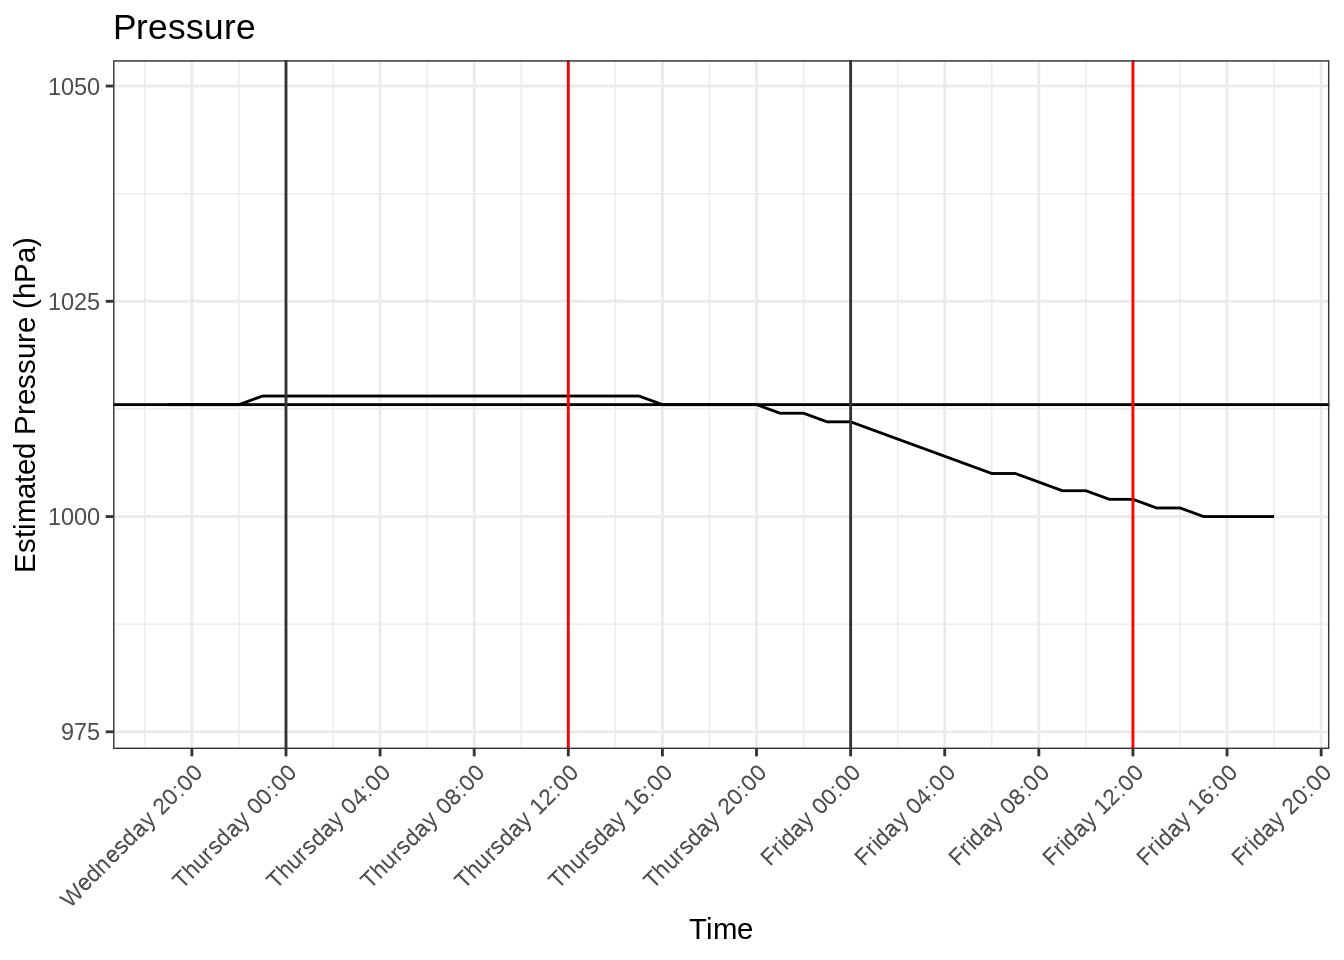 Pressure
Estimated Pressure (hPa)
1050
1025
1000
975
Wednesday 20:00
Thursday 00:00
Thursday 04:00
Thursday 08:00
Thursday 12:00
Thursday 16:00
Thursday 20:00
Friday 00:00
Friday 04:00
Friday 08:00
Friday 12:00
Friday 16:00
Friday 20:00
Time